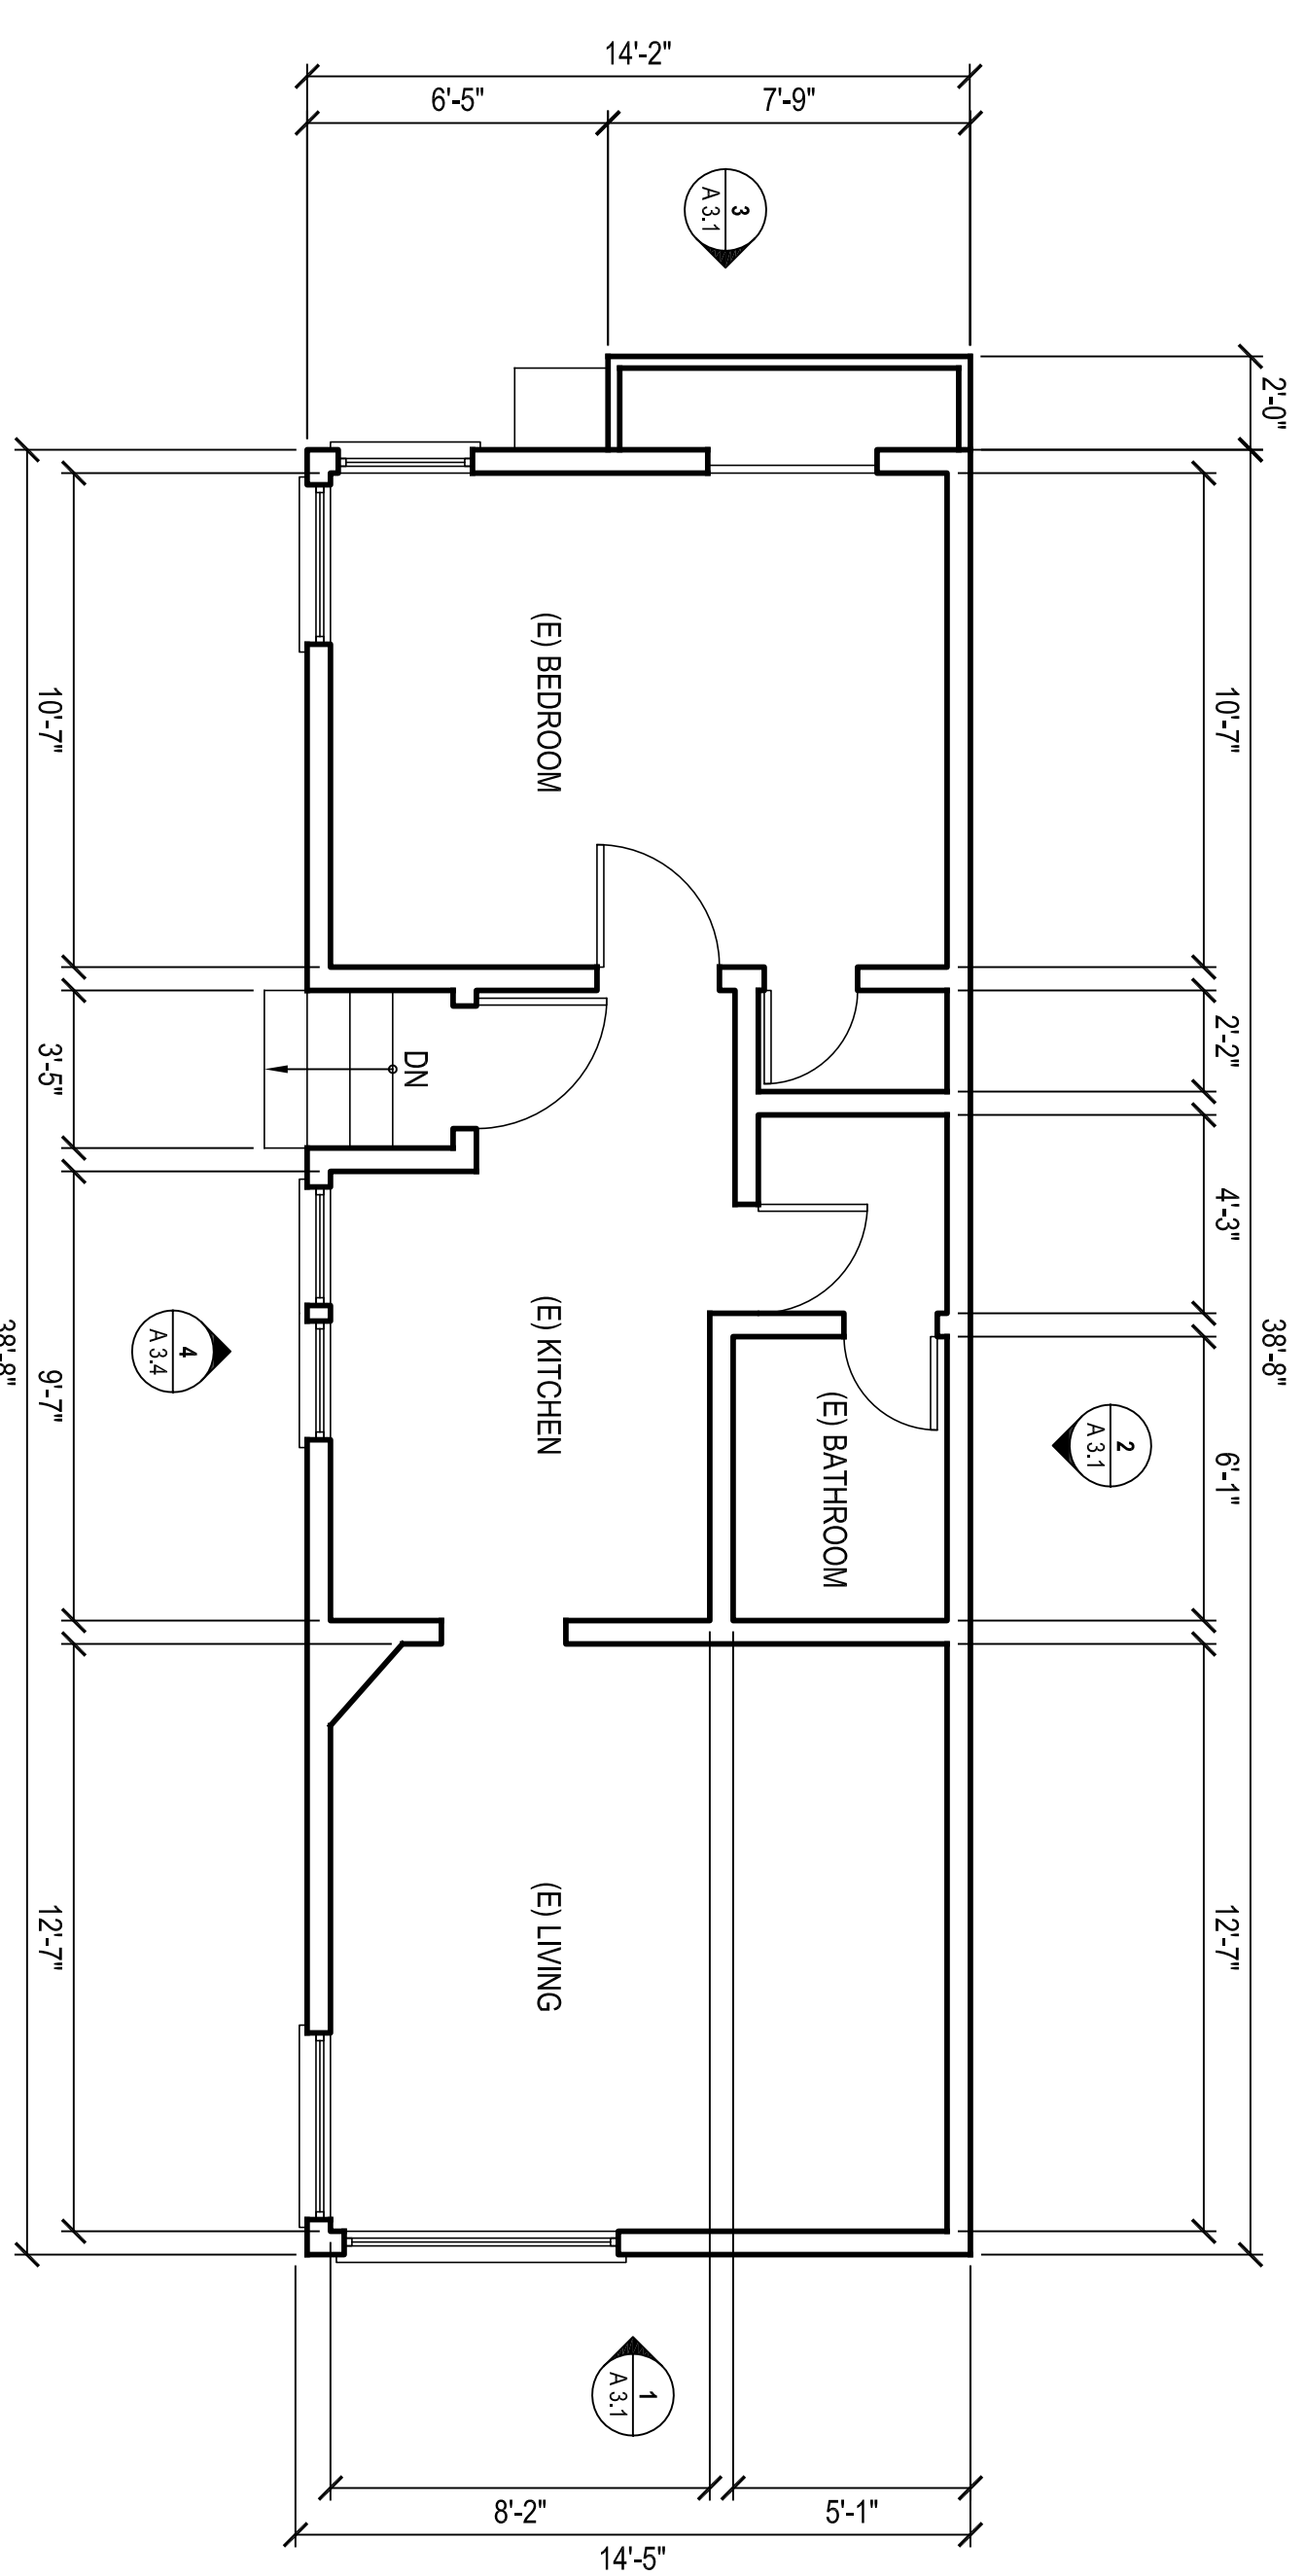 14'-2"
6'-5"
7'-9"
3
A 3.1
2'-0"
10'-7"
10'-7"
(E) BEDROOM
2'-2"
3'-5"
DN
4'-3"
38'-8"
38'-8"
4
A 3.4
9'-7"
(E) KITCHEN
(E) BATHROOM
2
A 3.1
6'-1"
12'-7"
(E) LIVING
12'-7"
1
A 3.1
8'-2"
5'-1"
14'-5"